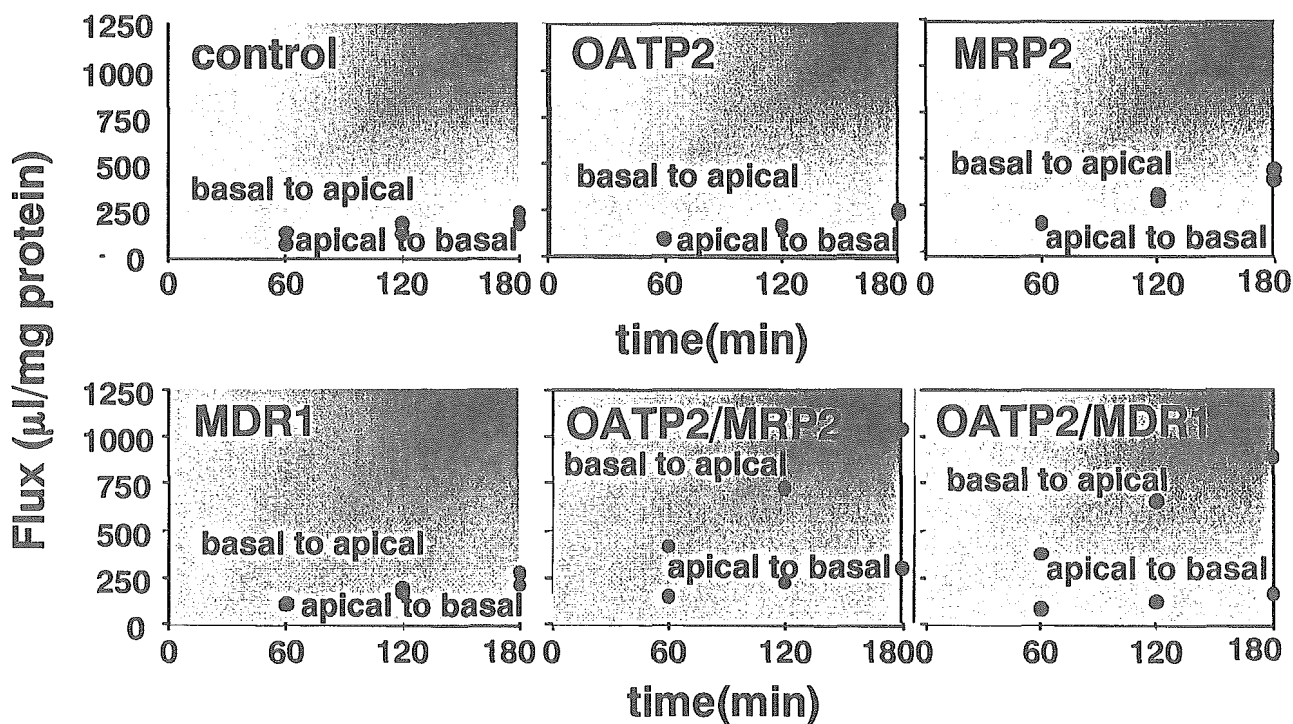 Flux (μl/mg protein)
1250
1000
750
500
250
0
control
basal to apical
apical to basal
0 60 120 180
OATP2
basal to apical
apical to basal
0 60 120 180
MRP2
basal to apical
apical to basal
0 60 120 180
time(min)
1250
1000
750
500
250
0
MDR1
basal to apical
apical to basal
0 60 120 180
OATP2/MRP2
basal to apical
apical to basal
0 60 120 180
OATP2/MDR1
basal to apical
apical to basal
0 60 120 180
time(min)